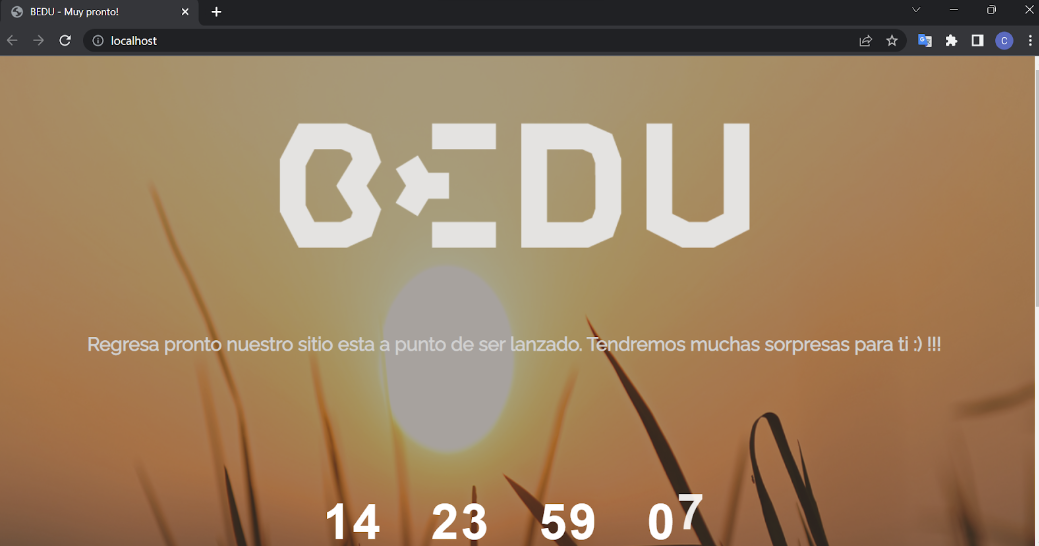 BEDU - Muy pronto!
localhost
C
BEDU
Regresa pronto nuestro sitio esta a punto de ser lanzado. Tendremos muchas sorpresas para ti :) !!!
14 23 59 07